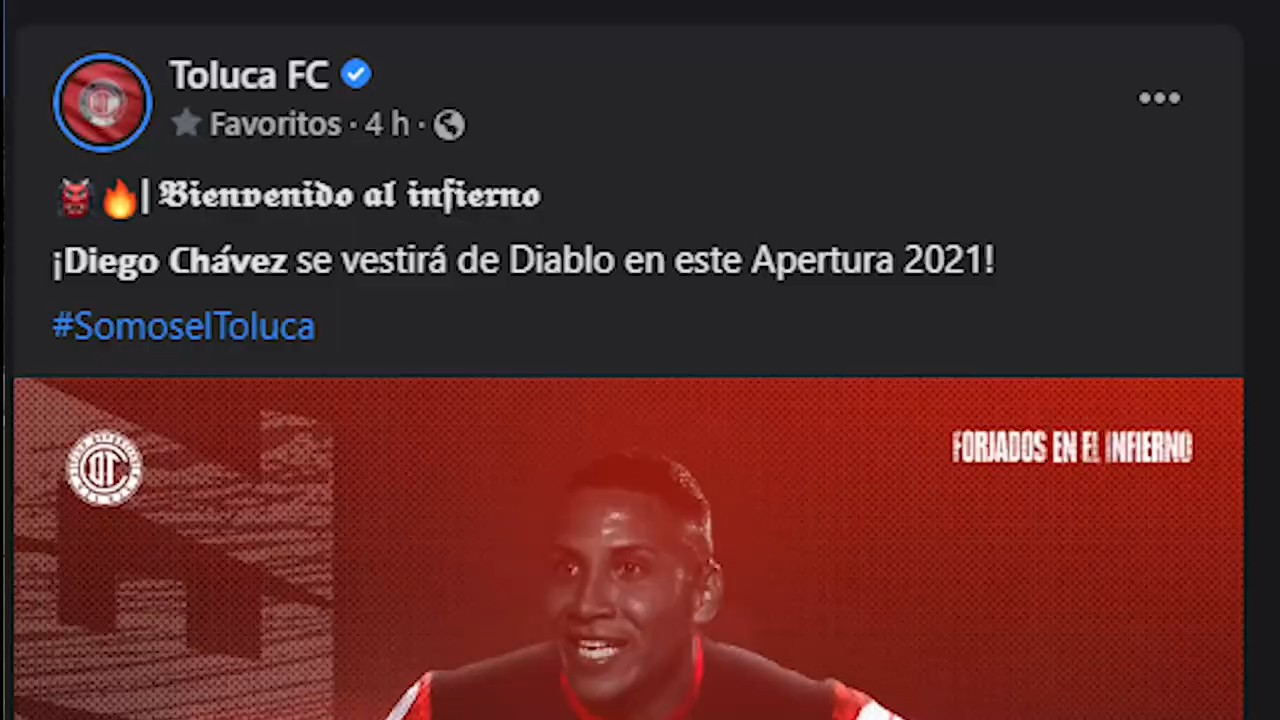 Toluca FC
Favoritos · 4 h ·
👹🔥| 𝕭𝖎𝖊𝖓𝖛𝖊𝖓𝖎𝖉𝖔 𝖆𝖑 𝖎𝖓𝖋𝖎𝖊𝖗𝖓𝖔
¡Diego Chávez se vestirá de Diablo en este Apertura 2021!
#SomoselToluca
FORJADOS EN EL INFIERNO